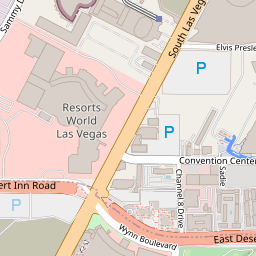 Sammy D
South Las Vega
Elvis Presle
P
Resorts
World
Las Vegas
P
Convention Center
Sadie
Channel 8 Drive
ert Inn Road
P
Wynn Boulevard
East Dese